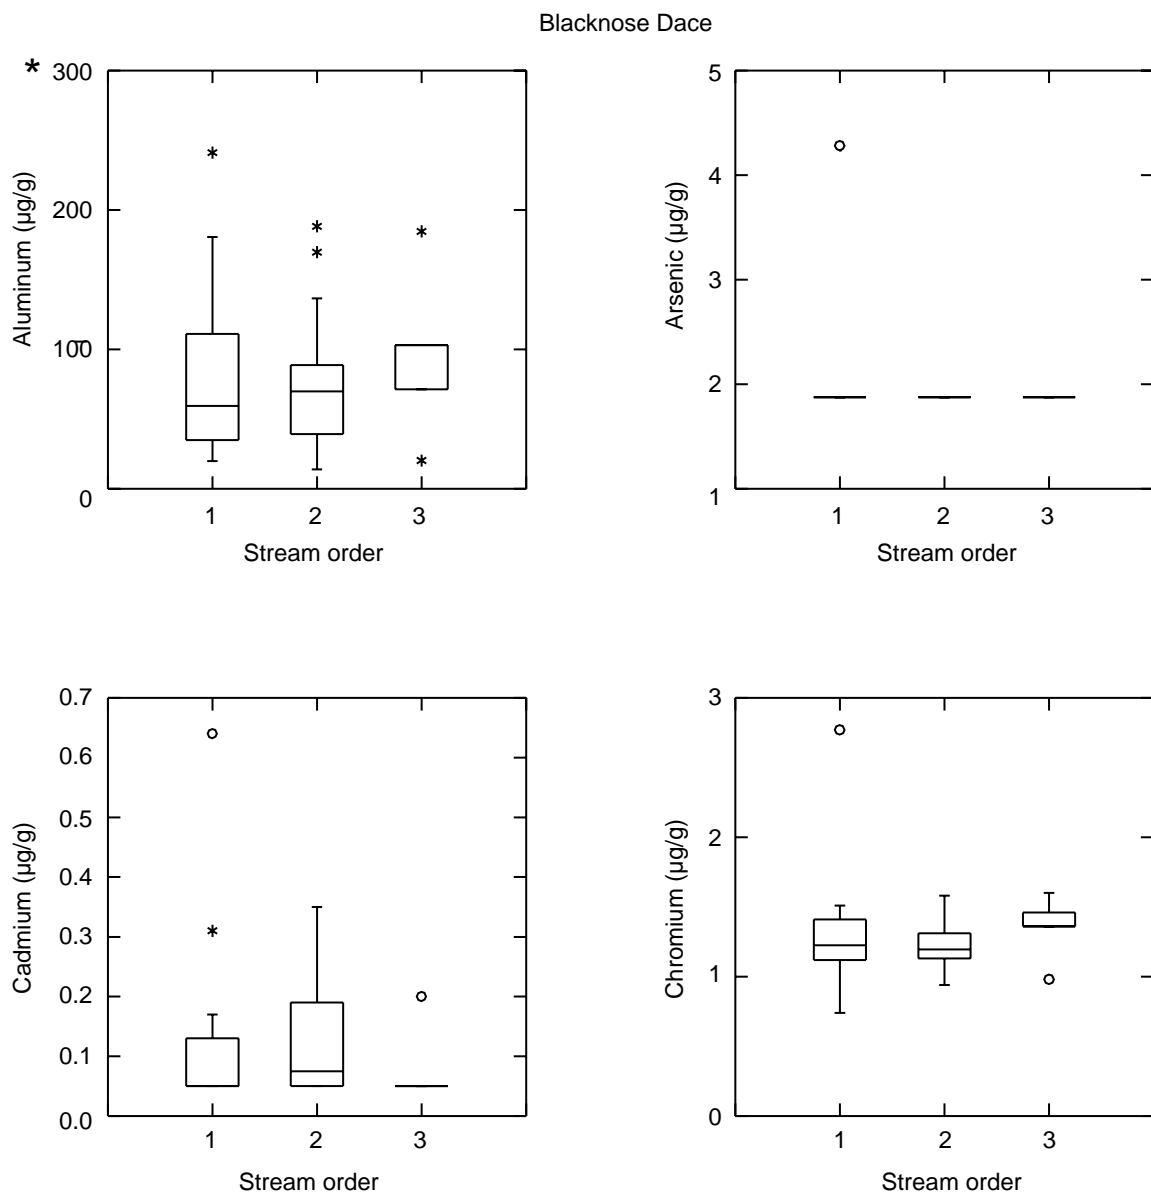 Blacknose Dace
*
300
200
100
0
Aluminum (µg/g)
1 2 3
Stream order
5
4
3
2
1
Arsenic (µg/g)
1 2 3
Stream order
0.7
0.6
0.5
0.4
0.3
0.2
0.1
0.0
Cadmium (µg/g)
1 2 3
Stream order
3
2
1
0
Chromium (µg/g)
1 2 3
Stream order